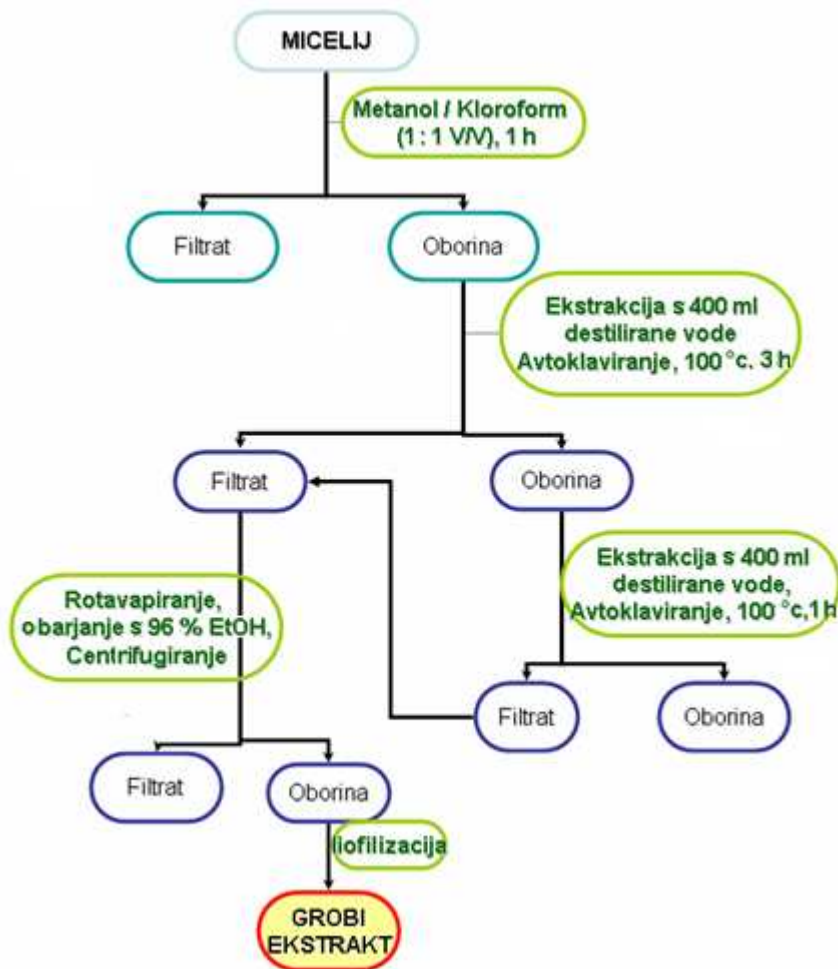 MICELIJ
Metanol / Kloroform
(1 : 1 V/V), 1 h
Filtrat
Oborina
Ekstrakcija s 400 ml
destilirane vode
Avtoklaviranje, 100 °c. 3 h
Filtrat
Oborina
Ekstrakcija s 400 ml
destilirane vode,
Avtoklaviranje, 100 °c,1 h
Rotavapiranje,
obarjanje s 96 % EtOH,
Centrifugiranje
Filtrat
Oborina
Filtrat
Oborina
liofilizacija
GROBI
EKSTRAKT